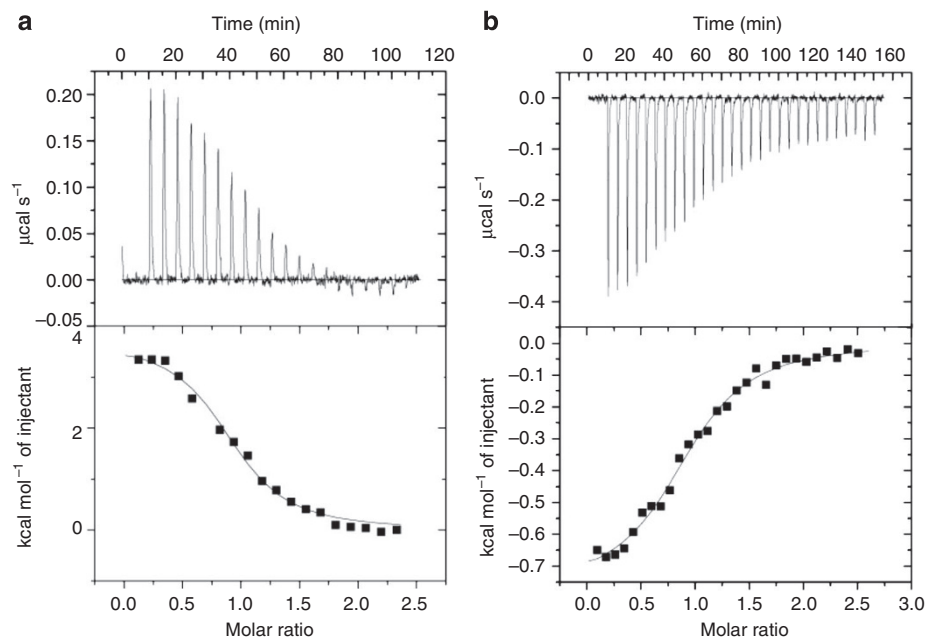 a
Time (min)
0 20 40 60 80 100 120
0.20
0.15
0.10
0.05
0.00
−0.05
µcal s−1
4
2
0
kcal mol−1 of injectant
0.0 0.5 1.0 1.5 2.0 2.5
Molar ratio
b
Time (min)
0 10 20 30 40 50 60 70 80 100 120 140 160
0.0
−0.1
−0.2
−0.3
−0.4
µcal s−1
0.0
−0.1
−0.2
−0.3
−0.4
−0.5
−0.6
−0.7
kcal mol−1 of injectant
0.0 0.5 1.0 1.5 2.0 2.5 3.0
Molar ratio